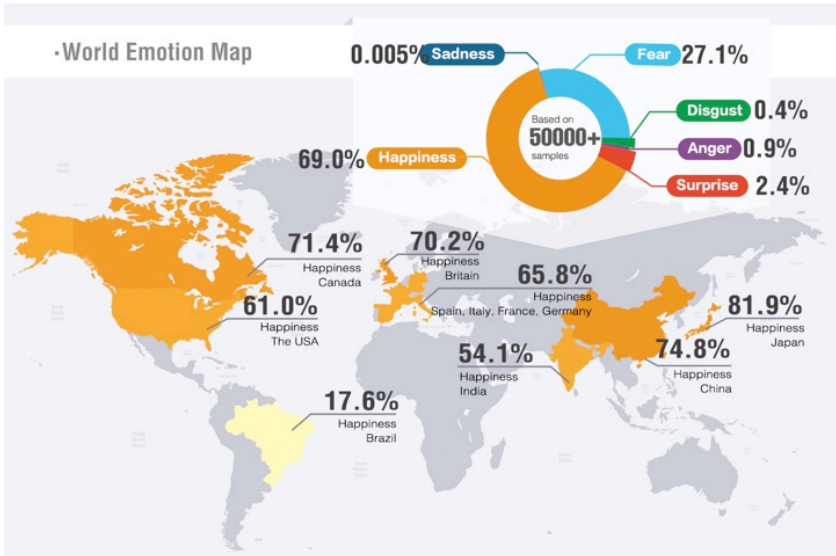 ·World Emotion Map
0.005% Sadness
Fear 27.1%
Disgust 0.4%
Based on
50000+
samples
Anger 0.9%
69.0% Happiness
Surprise 2.4%
71.4%
Happiness
Canada
70.2%
Happiness
Britain
65.8%
Happiness
Spain, Italy, France, Germany
61.0%
Happiness
The USA
81.9%
Happiness
Japan
54.1%
Happiness
India
74.8%
Happiness
China
17.6%
Happiness
Brazil